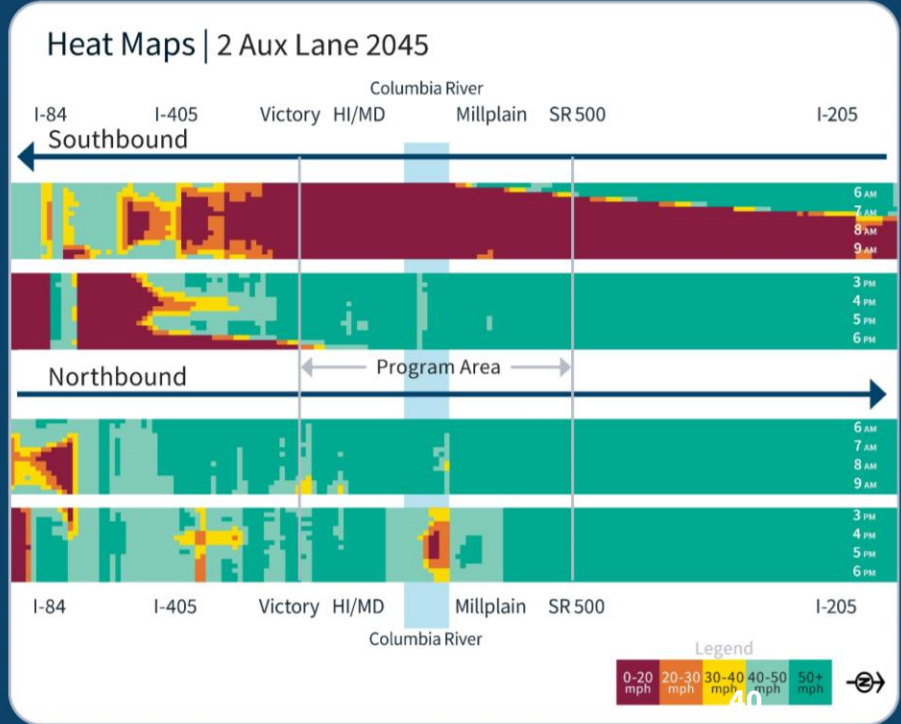 Heat Maps | 2 Aux Lane 2045
Columbia River
I-84 I-405 Victory HI/MD Millplain SR 500 I-205
Southbound
6 AM
7 AM
8 AM
9 AM
3 PM
4 PM
5 PM
6 PM
Program Area
Northbound
6 AM
7 AM
8 AM
9 AM
3 PM
4 PM
5 PM
6 PM
I-84 I-405 Victory HI/MD Millplain SR 500 I-205
Columbia River
Legend
0-20 20-30 30-40 40-50 50+
mph mph mph mph mph
N
40